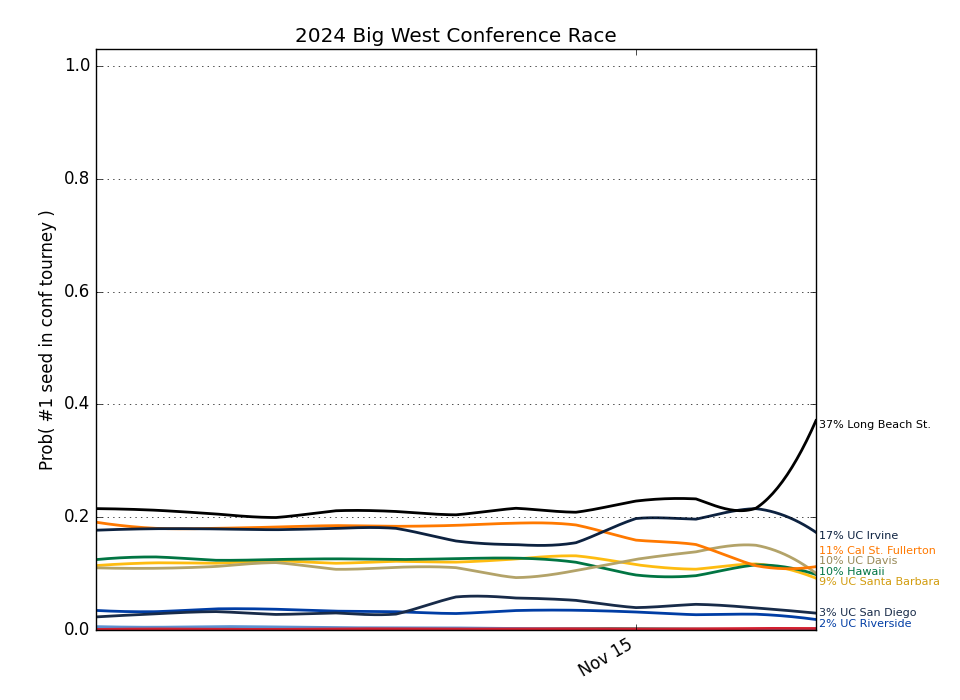 2024 Big West Conference Race
Prob( #1 seed in conf tourney )
1.0
0.8
0.6
0.4
0.2
0.0
Nov 15
37% Long Beach St.
17% UC Irvine
11% Cal St. Fullerton
10% UC Davis
10% Hawaii
9% UC Santa Barbara
3% UC San Diego
2% UC Riverside